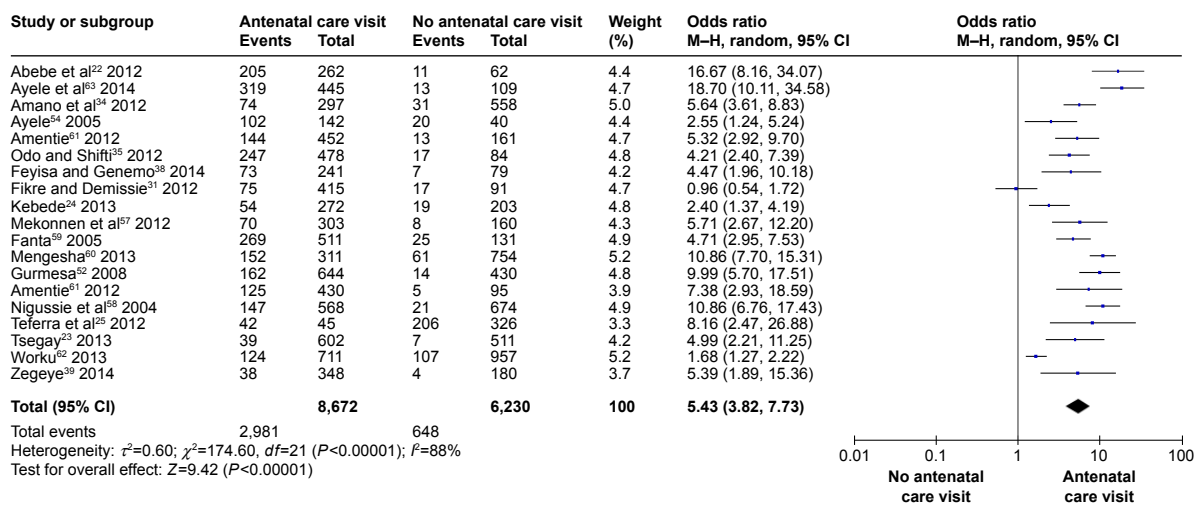 Study or subgroup Antenatal care visit No antenatal care visit Weight Odds ratio Odds ratio
Events Total Events Total (%) M–H, random, 95% CI M–H, random, 95% CI
Abebe et al²² 2012 205 262 11 62 4.4 16.67 (8.16, 34.07)
Ayele et al⁶³ 2014 319 445 13 109 4.7 18.70 (10.11, 34.58)
Amano et al³⁴ 2012 74 297 31 558 5.0 5.64 (3.61, 8.83)
Ayele⁵⁴ 2005 102 142 20 40 4.4 2.55 (1.24, 5.24)
Amentie⁶¹ 2012 144 452 13 161 4.7 5.32 (2.92, 9.70)
Odo and Shifti³⁵ 2012 247 478 17 84 4.8 4.21 (2.40, 7.39)
Feyisa and Genemo³⁸ 2014 73 241 7 79 4.2 4.47 (1.96, 10.18)
Fikre and Demissie³¹ 2012 75 415 17 91 4.7 0.96 (0.54, 1.72)
Kebede²⁴ 2013 54 272 19 203 4.8 2.40 (1.37, 4.19)
Mekonnen et al⁵⁷ 2012 70 303 8 160 4.3 5.71 (2.67, 12.20)
Fanta⁵⁹ 2005 269 511 25 131 4.9 4.71 (2.95, 7.53)
Mengesha⁶⁰ 2013 152 311 61 754 5.2 10.86 (7.70, 15.31)
Gurmesa⁵² 2008 162 644 14 430 4.8 9.99 (5.70, 17.51)
Amentie⁶¹ 2012 125 430 5 95 3.9 7.38 (2.93, 18.59)
Nigussie et al⁵⁸ 2004 147 568 21 674 4.9 10.86 (6.76, 17.43)
Teferra et al²⁵ 2012 42 45 206 326 3.3 8.16 (2.47, 26.88)
Tsegay²³ 2013 39 602 7 511 4.2 4.99 (2.21, 11.25)
Worku⁶² 2013 124 711 107 957 5.2 1.68 (1.27, 2.22)
Zegeye³⁹ 2014 38 348 4 180 3.7 5.39 (1.89, 15.36)
Total (95% CI) 8,672 6,230 100 5.43 (3.82, 7.73)
Total events 2,981 648
Heterogeneity: τ²=0.60; χ²=174.60, df=21 (P<0.00001); I²=88%
Test for overall effect: Z=9.42 (P<0.00001)
0.01 0.1 1 10 100
No antenatal Antenatal
care visit care visit